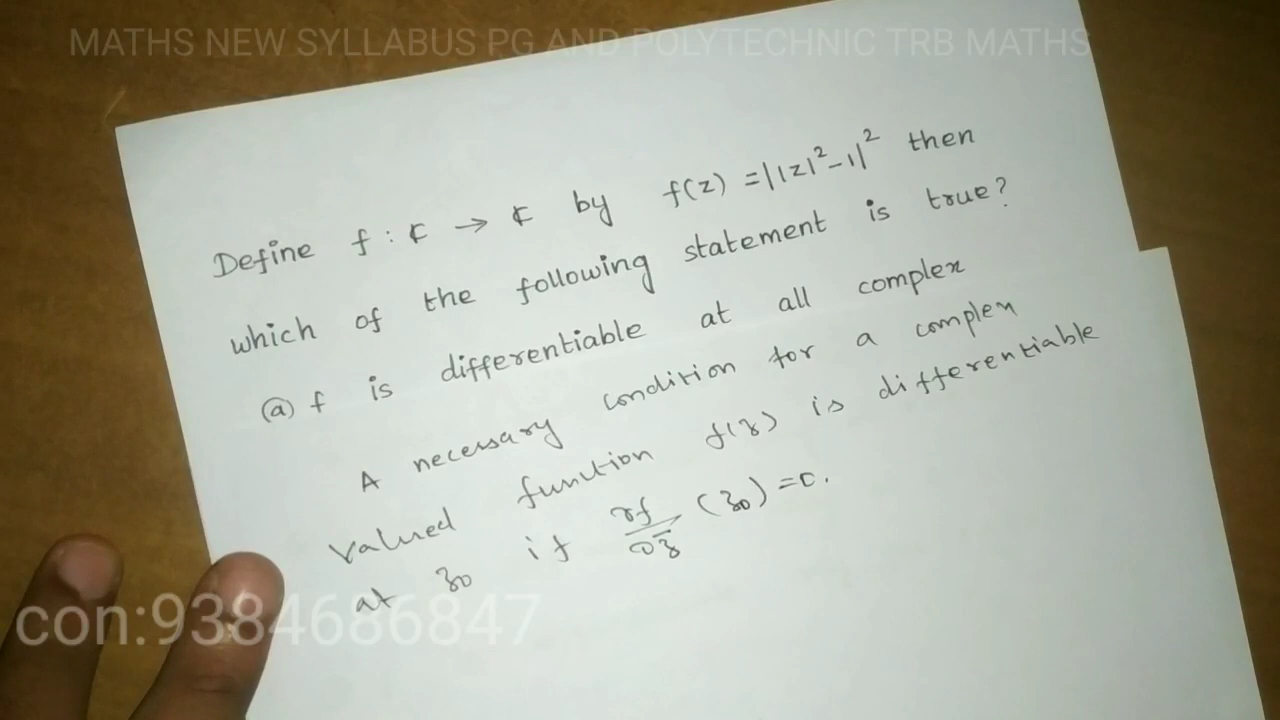 MATHS NEW SYLLABUS PG AND POLYTECHNIC TRB MATHS
Define f : ₵ → ₵ by f(z) = ||z|²-1|² then
which of the following statement is true?
(a) f is differentiable at all complex
A necessary condition for a complex
valued function f(z) is differentiable
at z₀ if ∂f/∂z̄ (z₀) = 0.
con:9384686847